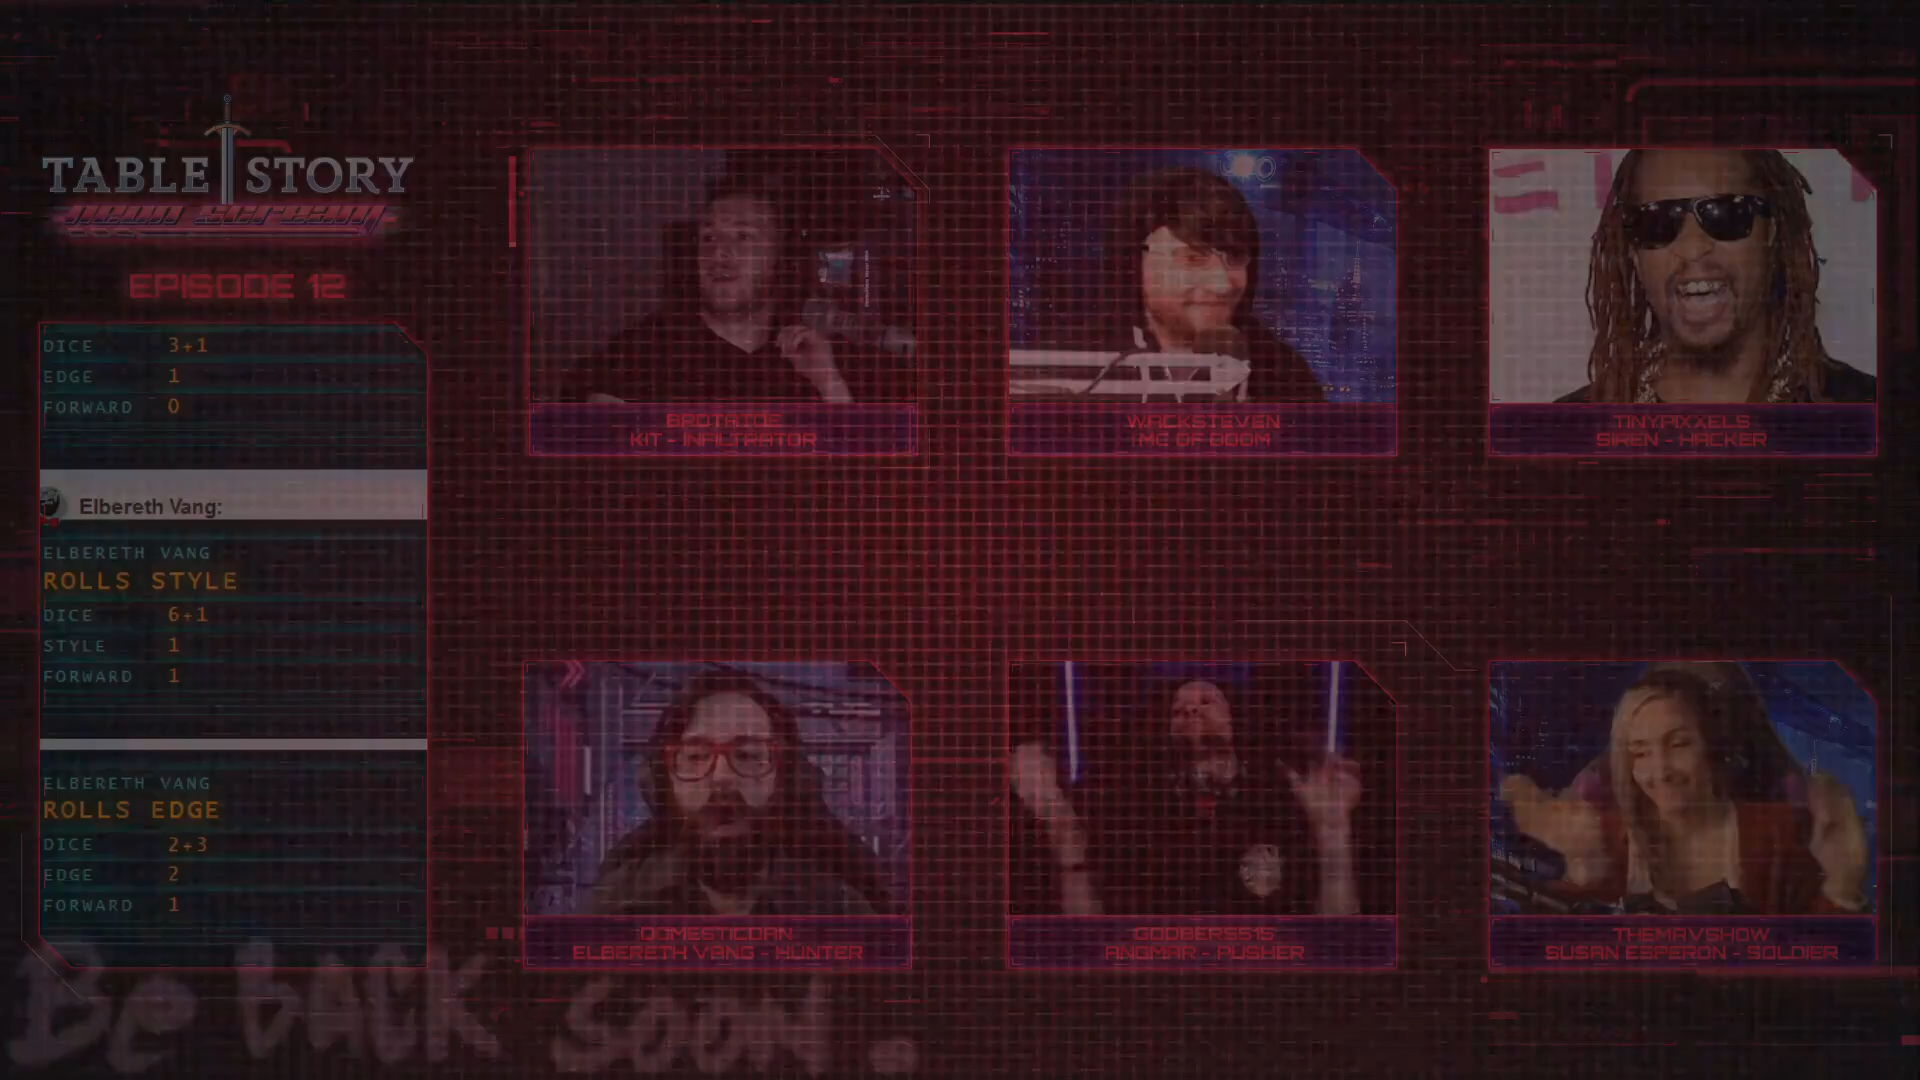 TABLE STORY
neon scream
EPISODE 12
DICE 3+1
EDGE 1
FORWARD 0
Elbereth Vang:
ELBERETH VANG
ROLLS STYLE
DICE 6+1
STYLE 1
FORWARD 1
ELBERETH VANG
ROLLS EDGE
DICE 2+3
EDGE 2
FORWARD 1
BROTATOE
KIT - INFILTRATOR
WACKSTEVEN
MC OF DOOM
TINYPIXXELS
SIREN - HACKER
DOMESTICDAN
ELBERETH VANG - HUNTER
GODBERS515
ANGMAR - PUSHER
THEMAVSHOW
SUSAN ESPERON - SOLDIER
Be back soon.